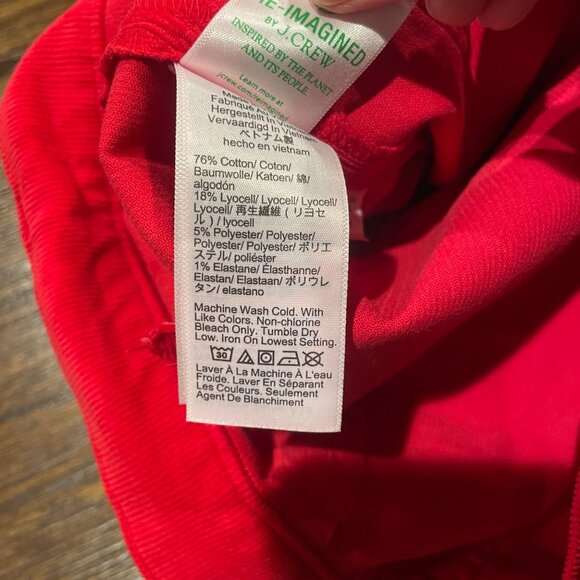 RE-IMAGINED
BY J.CREW
INSPIRED BY THE PLANET
AND ITS PEOPLE
Learn more at
jcrew.com/reimagined
Made
Fabriqué Au
Hergestellt In Vietnam
Vervaardigd In Vietnam
ベトナム製
hecho en vietnam
76% Cotton/ Coton/
Baumwolle/ Katoen/ 綿/
algodón
18% Lyocell/ Lyocell/ Lyocell/
Lyocell/ 再生繊維 ( リヨセ
ル ) / lyocell
5% Polyester/ Polyester/
Polyester/ Polyester/ ポリエ
ステル/ poliéster
1% Elastane/ Élasthanne/
Elastan/ Elastaan/ ポリウレ
タン/ elastano
Machine Wash Cold. With
Like Colors. Non-chlorine
Bleach Only. Tumble Dry
Low. Iron On Lowest Setting.
30
Laver À La Machine À L'eau
Froide. Laver En Séparant
Les Couleurs. Seulement
Agent De Blanchiment